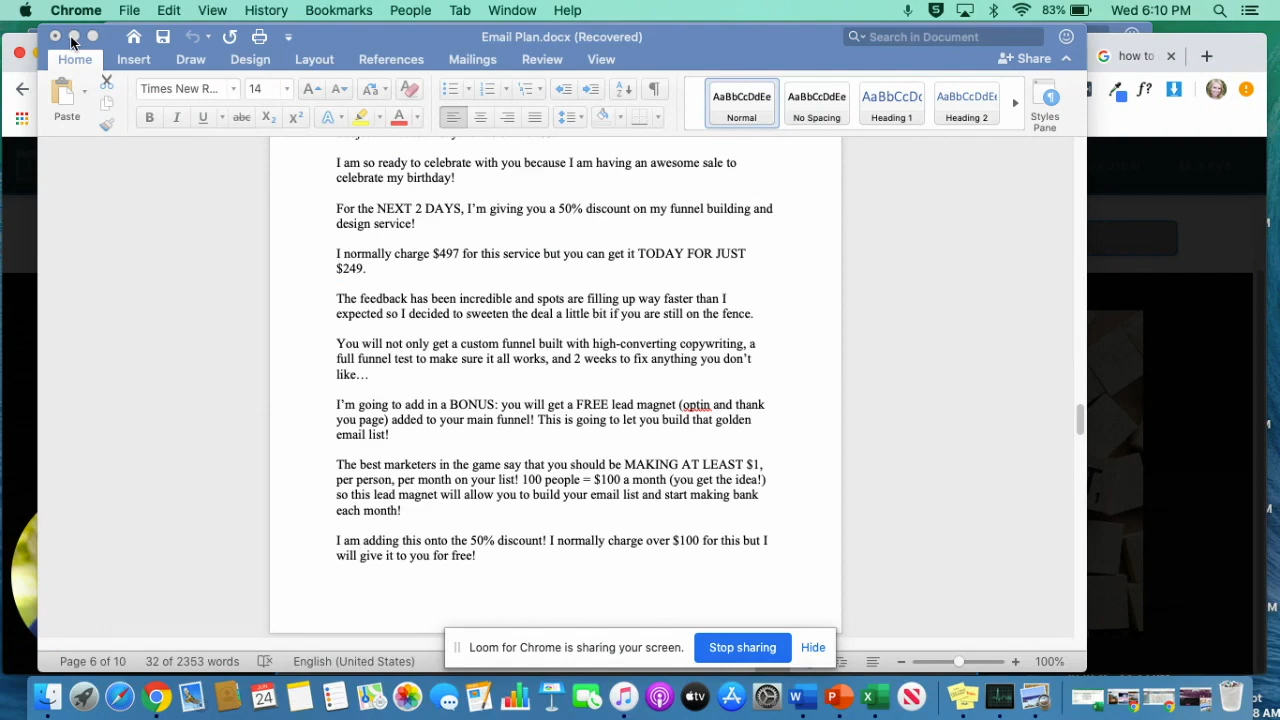 Chrome File Edit View History Bookmarks People Tab Window Help 83% 6:10 PM
Email Plan.docx (Recovered) Search in Document
how to
Home Insert Draw Design Layout References Mailings Review View Share
Times New R... 14
Paste
AaBbCcDdEe AaBbCcDdEe AaBbCcDc AaBbCcDdEe
Normal No Spacing Heading 1 Heading 2 Styles Pane
I am so ready to celebrate with you because I am having an awesome sale to
celebrate my birthday!
For the NEXT 2 DAYS, I'm giving you a 50% discount on my funnel building and
design service!
I normally charge $497 for this service but you can get it TODAY FOR JUST
$249.
The feedback has been incredible and spots are filling up way faster than I
expected so I decided to sweeten the deal a little bit if you are still on the fence.
You will not only get a custom funnel built with high-converting copywriting, a
full funnel test to make sure it all works, and 2 weeks to fix anything you don't
like…
I'm going to add in a BONUS: you will get a FREE lead magnet (optin and thank
you page) added to your main funnel! This is going to let you build that golden
email list!
The best marketers in the game say that you should be MAKING AT LEAST $1,
per person, per month on your list! 100 people = $100 a month (you get the idea!)
so this lead magnet will allow you to build your email list and start making bank
each month!
I am adding this onto the 50% discount! I normally charge over $100 for this but I
will give it to you for free!
Loom for Chrome is sharing your screen. Stop sharing Hide
Page 6 of 10 32 of 2353 words English (United States) 100%